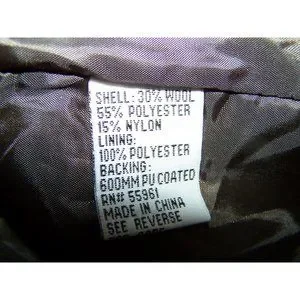 SHELL: 30% WOOL
55% POLYESTER
15% NYLON
LINING:
100% POLYESTER
BACKING:
600MM PU COATED
RN# 55961
MADE IN CHINA
SEE REVERSE